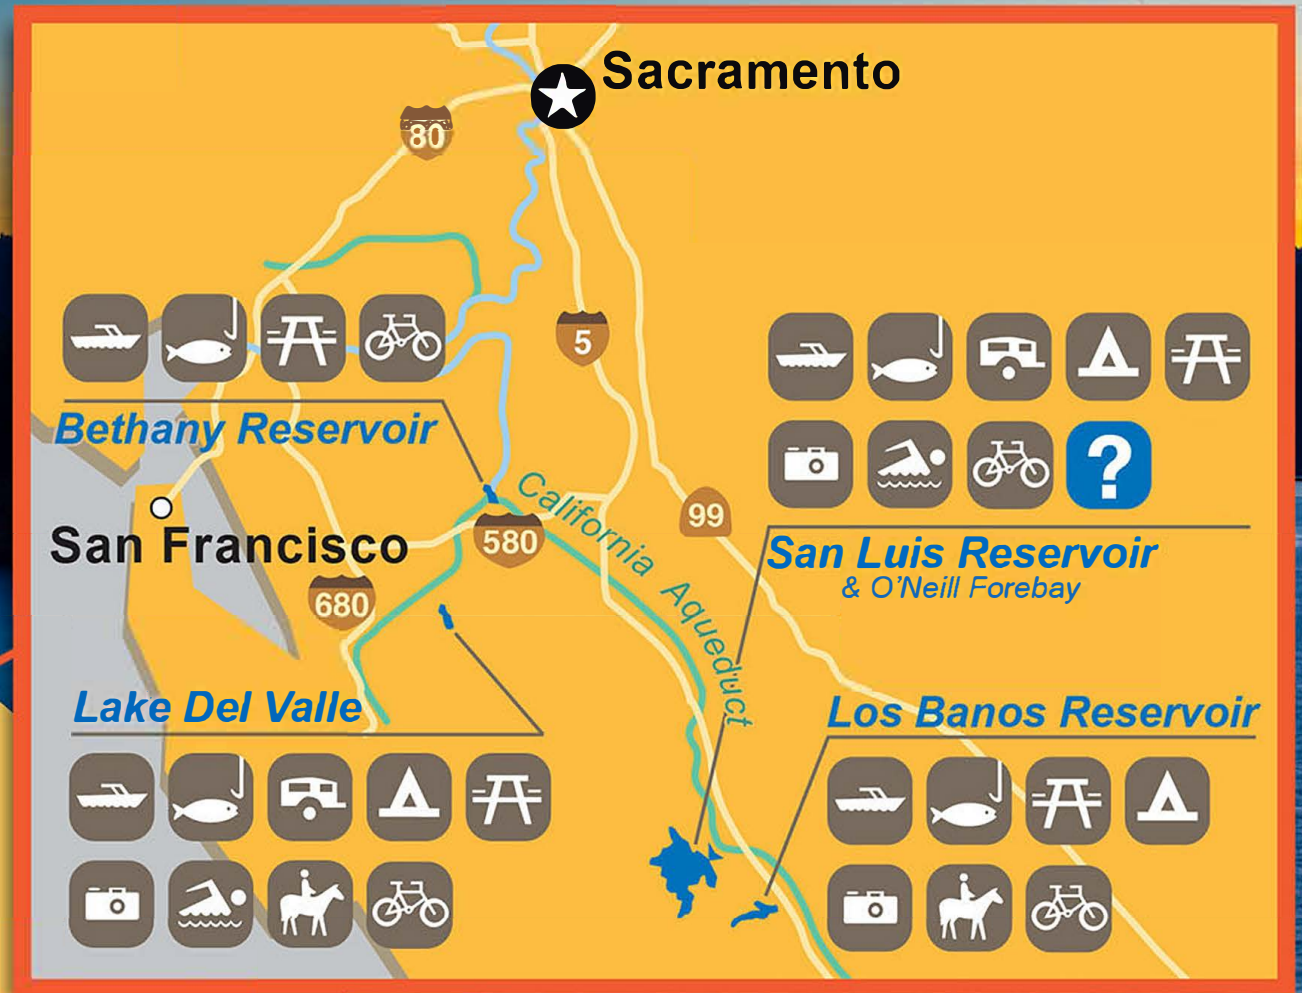 Sacramento
80
5
Bethany Reservoir
?
California Aqueduct
99
San Francisco
580
San Luis Reservoir
& O'Neill Forebay
680
Lake Del Valle
Los Banos Reservoir